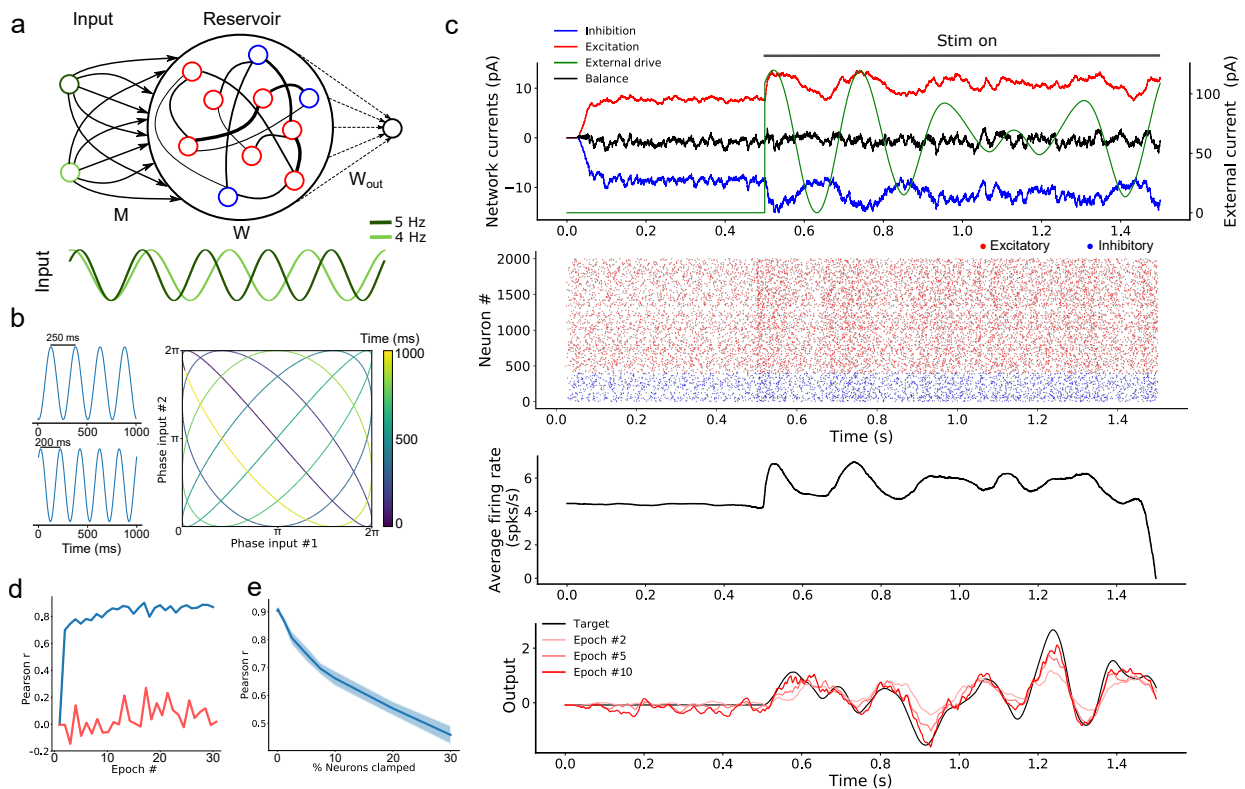 a
Input
Reservoir
M
W
W_out
5 Hz
4 Hz
Input
b
250 ms
0
500
1000
200 ms
0
500
1000
Time (ms)
Time (ms)
2π
π
0
π
2π
Phase input #2
Phase input #1
1000
500
0
c
Inhibition
Excitation
External drive
Balance
Stim on
Network currents (pA)
10
0
−10
External current (pA)
100
50
0
0.0
0.2
0.4
0.6
0.8
1.0
1.2
1.4
Excitatory
Inhibitory
Neuron #
2000
1500
1000
500
0
0.0
0.2
0.4
0.6
0.8
1.0
1.2
1.4
Time (s)
Average firing rate
(spks/s)
6
4
2
0
0.0
0.2
0.4
0.6
0.8
1.0
1.2
1.4
Target
Epoch #2
Epoch #5
Epoch #10
Output
2
0
0.0
0.2
0.4
0.6
0.8
1.0
1.2
1.4
Time (s)
d
Pearson r
0.8
0.6
0.4
0.2
0.0
-0.2
0
10
20
30
Epoch #
e
Pearson r
0.9
0.8
0.7
0.6
0.5
0
10
20
30
% Neurons clamped